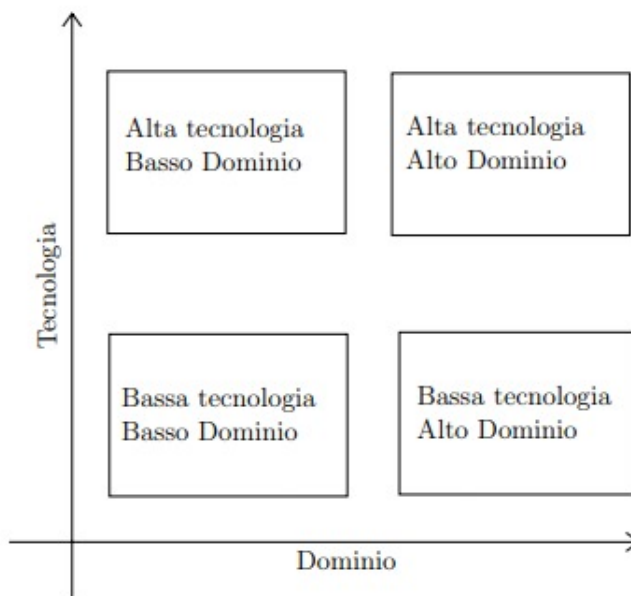 Alta tecnologia
Basso Dominio
Alta tecnologia
Alto Dominio
Tecnologia
Bassa tecnologia
Basso Dominio
Bassa tecnologia
Alto Dominio
Dominio